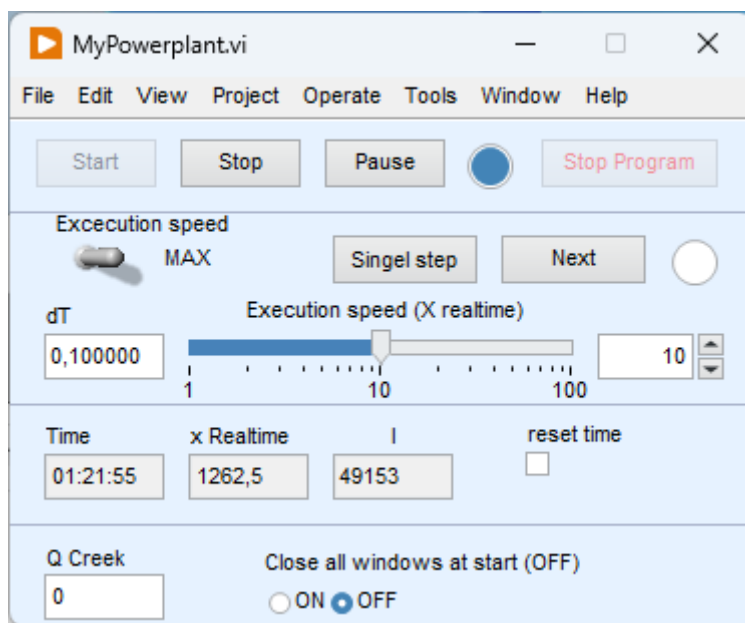 MyPowerplant.vi
File Edit View Project Operate Tools Window Help
Start Stop Pause Stop Program
Excecution speed
MAX Singel step Next
dT Execution speed (X realtime)
0,100000 10
1 10 100
Time x Realtime I reset time
01:21:55 1262,5 49153
Q Creek Close all windows at start (OFF)
0 ON OFF